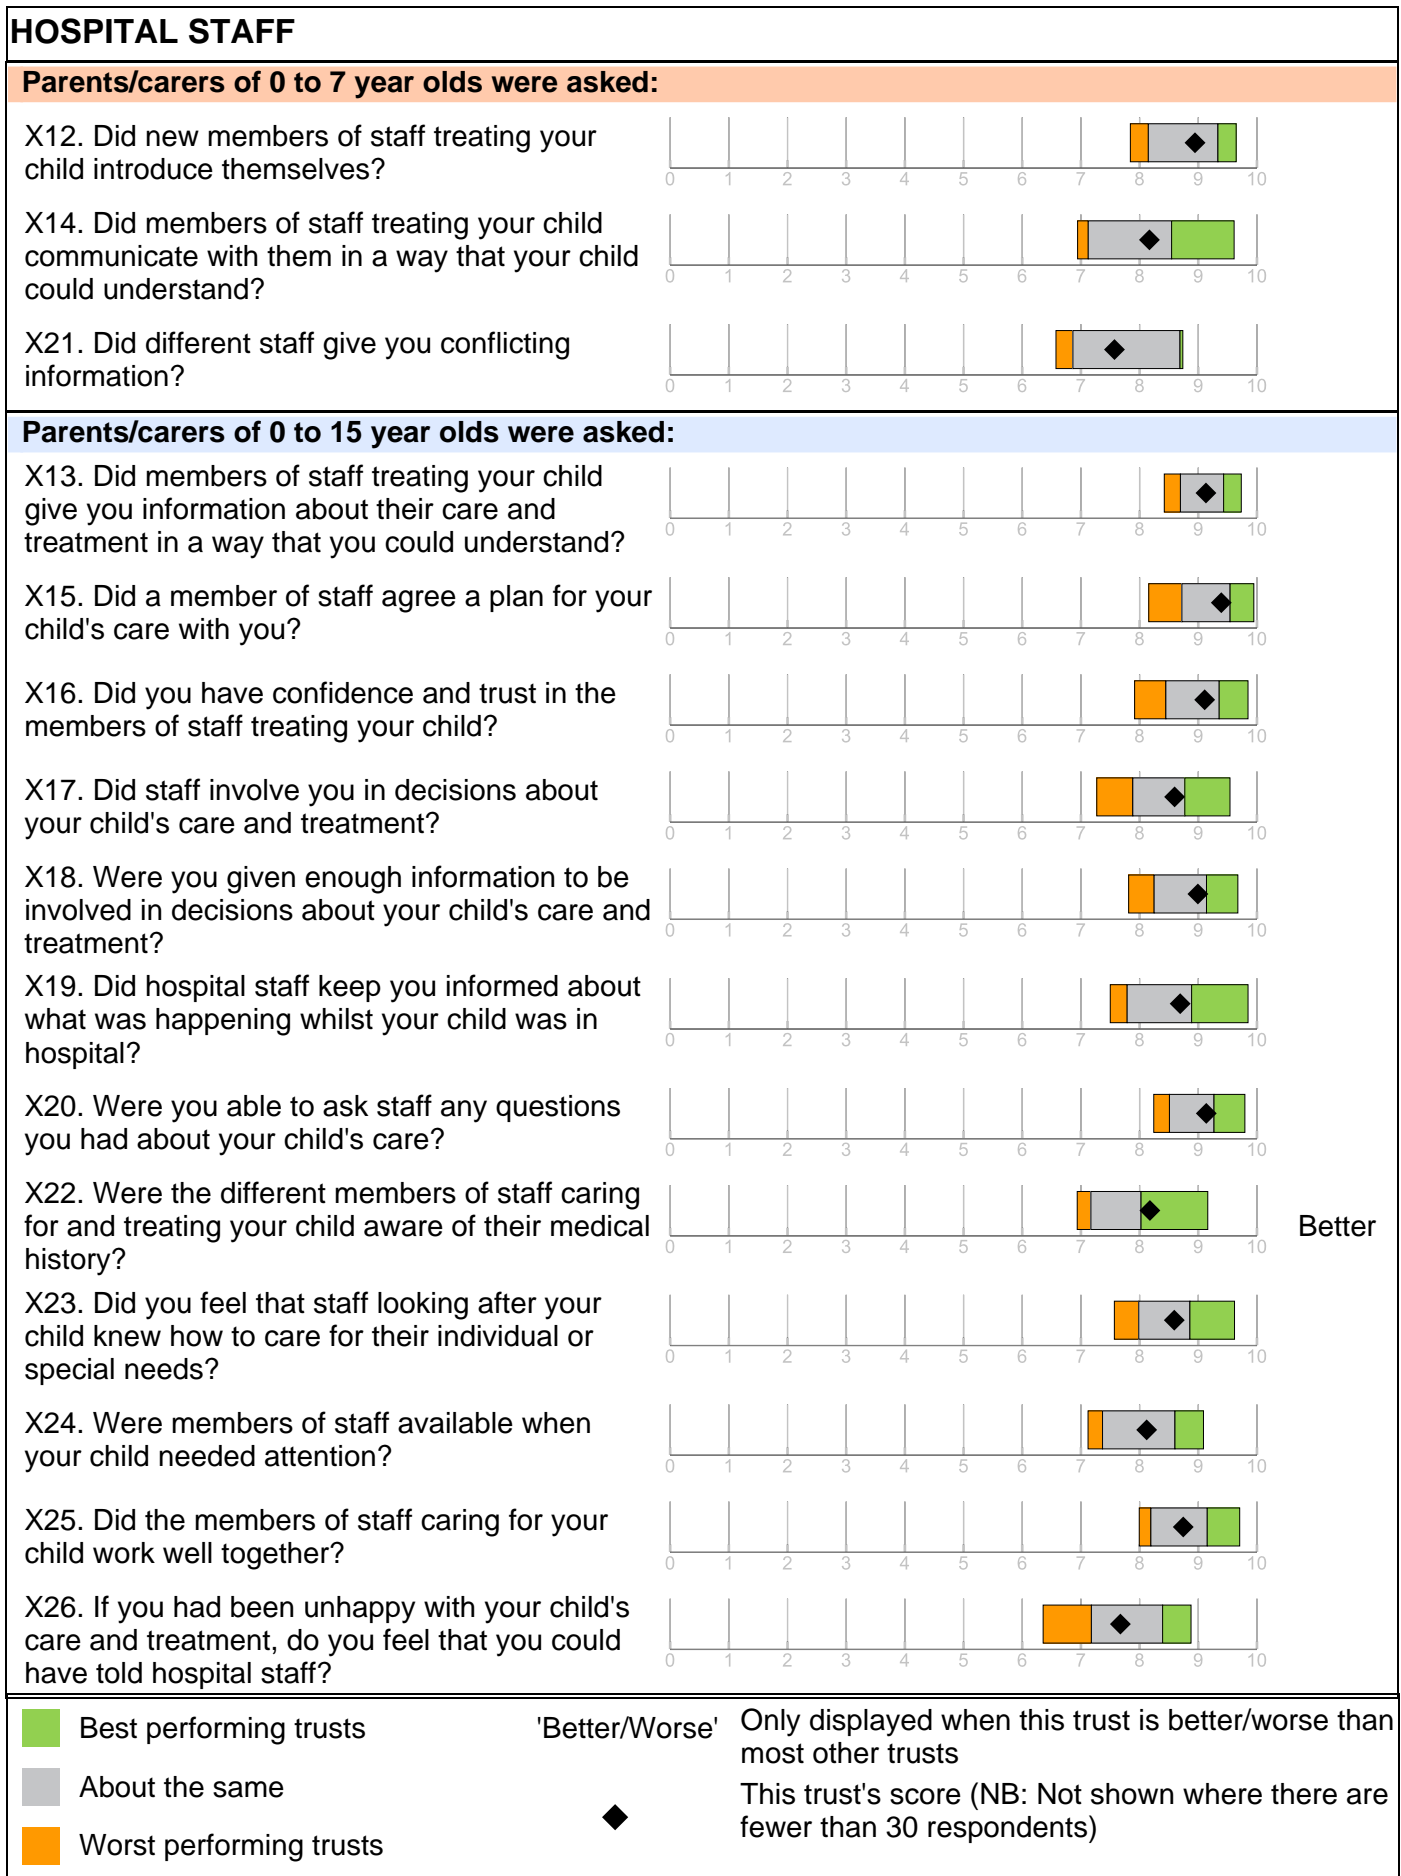 HOSPITAL STAFF
Parents/carers of 0 to 7 year olds were asked:
X12. Did new members of staff treating your
child introduce themselves?
0 1 2 3 4 5 6 7 8 9 10
X14. Did members of staff treating your child
communicate with them in a way that your child
could understand?
0 1 2 3 4 5 6 7 8 9 10
X21. Did different staff give you conflicting
information?
0 1 2 3 4 5 6 7 8 9 10
Parents/carers of 0 to 15 year olds were asked:
X13. Did members of staff treating your child
give you information about their care and
treatment in a way that you could understand?
0 1 2 3 4 5 6 7 8 9 10
X15. Did a member of staff agree a plan for your
child's care with you?
0 1 2 3 4 5 6 7 8 9 10
X16. Did you have confidence and trust in the
members of staff treating your child?
0 1 2 3 4 5 6 7 8 9 10
X17. Did staff involve you in decisions about
your child's care and treatment?
0 1 2 3 4 5 6 7 8 9 10
X18. Were you given enough information to be
involved in decisions about your child's care and
treatment?
0 1 2 3 4 5 6 7 8 9 10
X19. Did hospital staff keep you informed about
what was happening whilst your child was in
hospital?
0 1 2 3 4 5 6 7 8 9 10
X20. Were you able to ask staff any questions
you had about your child's care?
0 1 2 3 4 5 6 7 8 9 10
X22. Were the different members of staff caring
for and treating your child aware of their medical
history?
0 1 2 3 4 5 6 7 8 9 10
Better
X23. Did you feel that staff looking after your
child knew how to care for their individual or
special needs?
0 1 2 3 4 5 6 7 8 9 10
X24. Were members of staff available when
your child needed attention?
0 1 2 3 4 5 6 7 8 9 10
X25. Did the members of staff caring for your
child work well together?
0 1 2 3 4 5 6 7 8 9 10
X26. If you had been unhappy with your child's
care and treatment, do you feel that you could
have told hospital staff?
0 1 2 3 4 5 6 7 8 9 10
Best performing trusts
About the same
Worst performing trusts
'Better/Worse'
Only displayed when this trust is better/worse than
most other trusts
This trust's score (NB: Not shown where there are
fewer than 30 respondents)